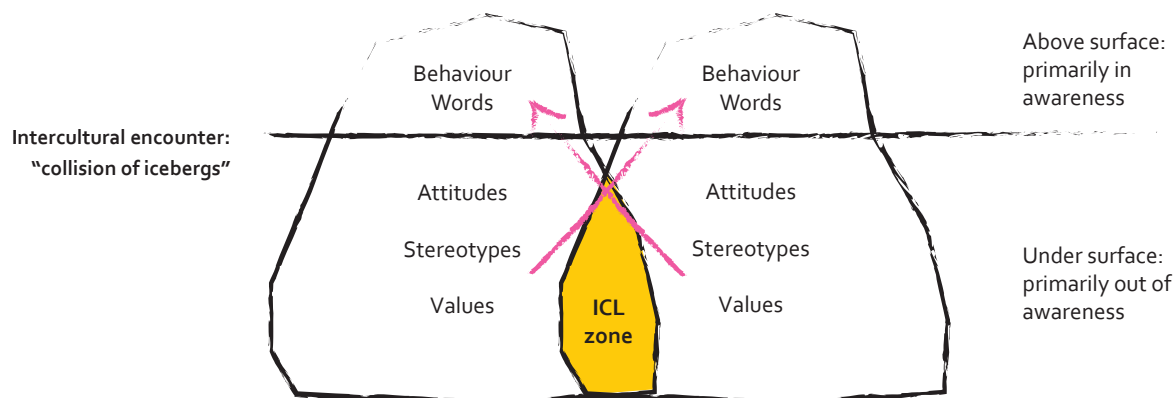 Above surface:
primarily in
awareness
Behaviour
Words
Behaviour
Words
Intercultural encounter:
“collision of icebergs”
Attitudes
Stereotypes
Values
Attitudes
Stereotypes
Values
ICL
zone
Under surface:
primarily out of
awareness